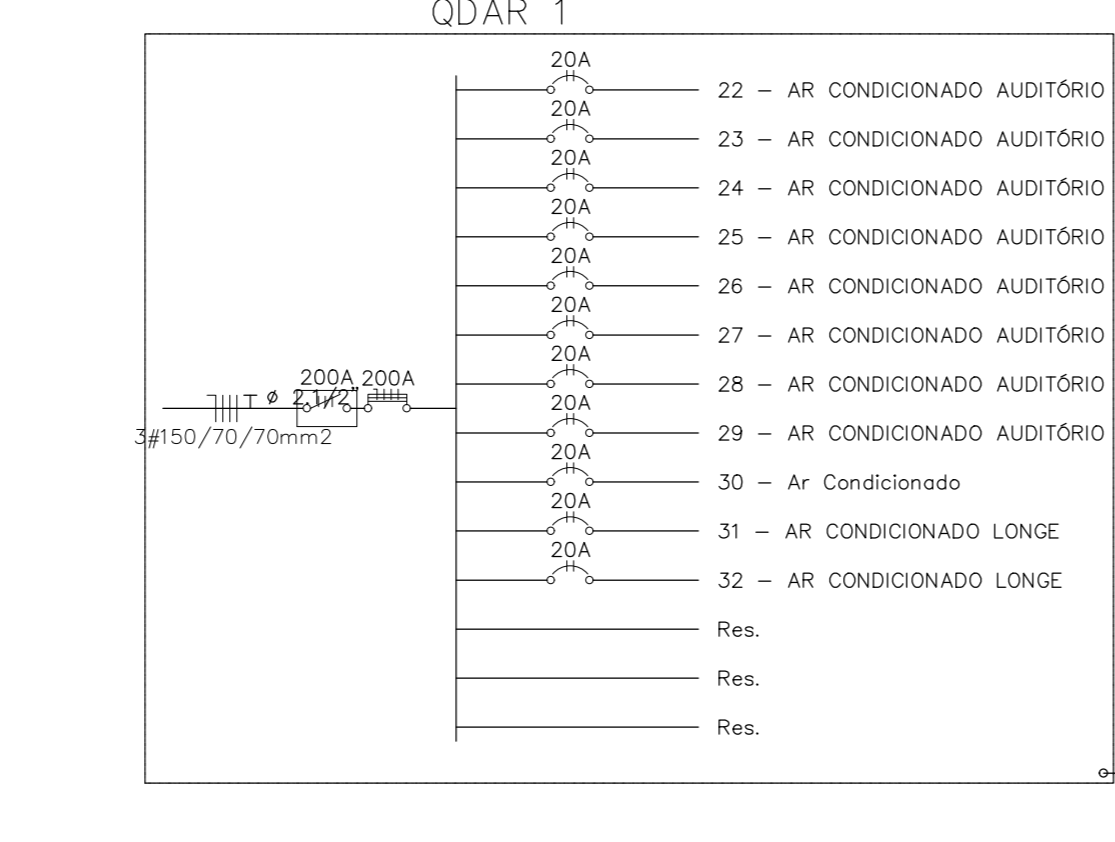 QDAR 1
20A
22 - AR CONDICIONADO AUDITÓRIO
20A
23 - AR CONDICIONADO AUDITÓRIO
20A
24 - AR CONDICIONADO AUDITÓRIO
20A
25 - AR CONDICIONADO AUDITÓRIO
20A
26 - AR CONDICIONADO AUDITÓRIO
20A
27 - AR CONDICIONADO AUDITÓRIO
20A
28 - AR CONDICIONADO AUDITÓRIO
200A 200A
T ø 2.1/2"
3#150/70/70mm2
20A
29 - AR CONDICIONADO AUDITÓRIO
20A
30 - Ar Condicionado
20A
31 - AR CONDICIONADO LONGE
20A
32 - AR CONDICIONADO LONGE
Res.
Res.
Res.